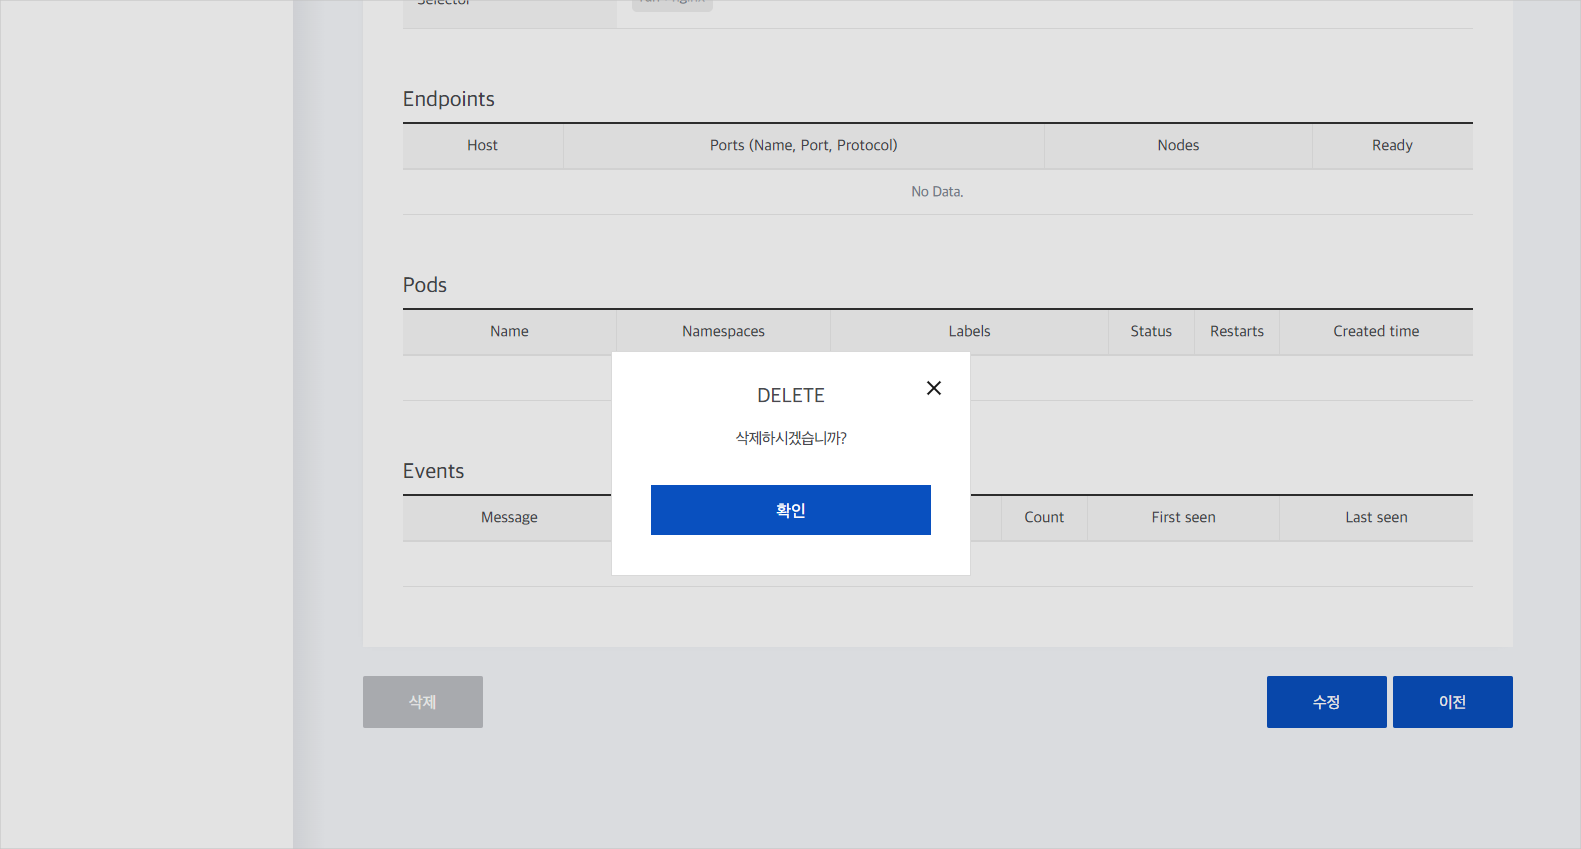 Selector
Endpoints
Host Ports (Name, Port, Protocol) Nodes Ready
No Data.
Pods
Name Namespaces Labels Status Restarts Created time
DELETE
삭제하시겠습니까?
확인
Events
Message Count First seen Last seen
삭제 수정 이전